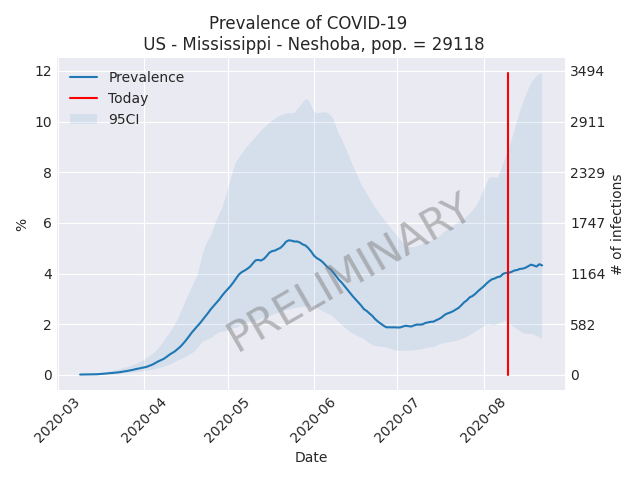 Prevalence of COVID-19
US - Mississippi - Neshoba, pop. = 29118
Prevalence
Today
95CI
PRELIMINARY
%
12
10
8
6
4
2
0
3494
2911
2329
1747
1164
582
0
# of infections
2020-03
2020-04
2020-05
2020-06
2020-07
2020-08
Date